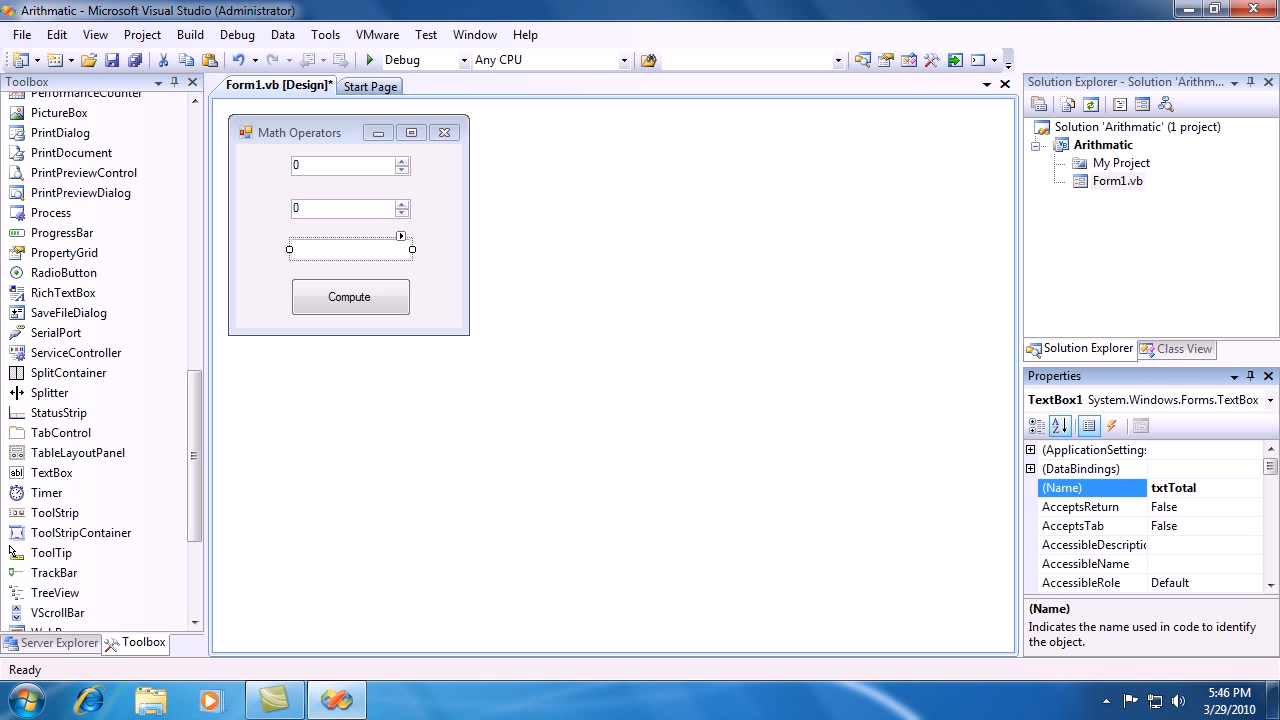 Arithmatic - Microsoft Visual Studio (Administrator)
File Edit View Project Build Debug Data Tools VMware Test Window Help
Debug Any CPU
Toolbox
PerformanceCounter
PictureBox
PrintDialog
PrintDocument
PrintPreviewControl
PrintPreviewDialog
Process
ProgressBar
PropertyGrid
RadioButton
RichTextBox
SaveFileDialog
SerialPort
ServiceController
SplitContainer
Splitter
StatusStrip
TabControl
TableLayoutPanel
TextBox
Timer
ToolStrip
ToolStripContainer
ToolTip
TrackBar
TreeView
VScrollBar
Server Explorer Toolbox
Form1.vb [Design]* Start Page
Math Operators
0
0
Compute
Solution Explorer - Solution 'Arithm...
Solution 'Arithmatic' (1 project)
Arithmatic
My Project
Form1.vb
Solution Explorer Class View
Properties
TextBox1 System.Windows.Forms.TextBox
(ApplicationSettings
(DataBindings)
(Name) txtTotal
AcceptsReturn False
AcceptsTab False
AccessibleDescriptic
AccessibleName
AccessibleRole Default
(Name)
Indicates the name used in code to identify
the object.
Ready
5:46 PM
3/29/2010